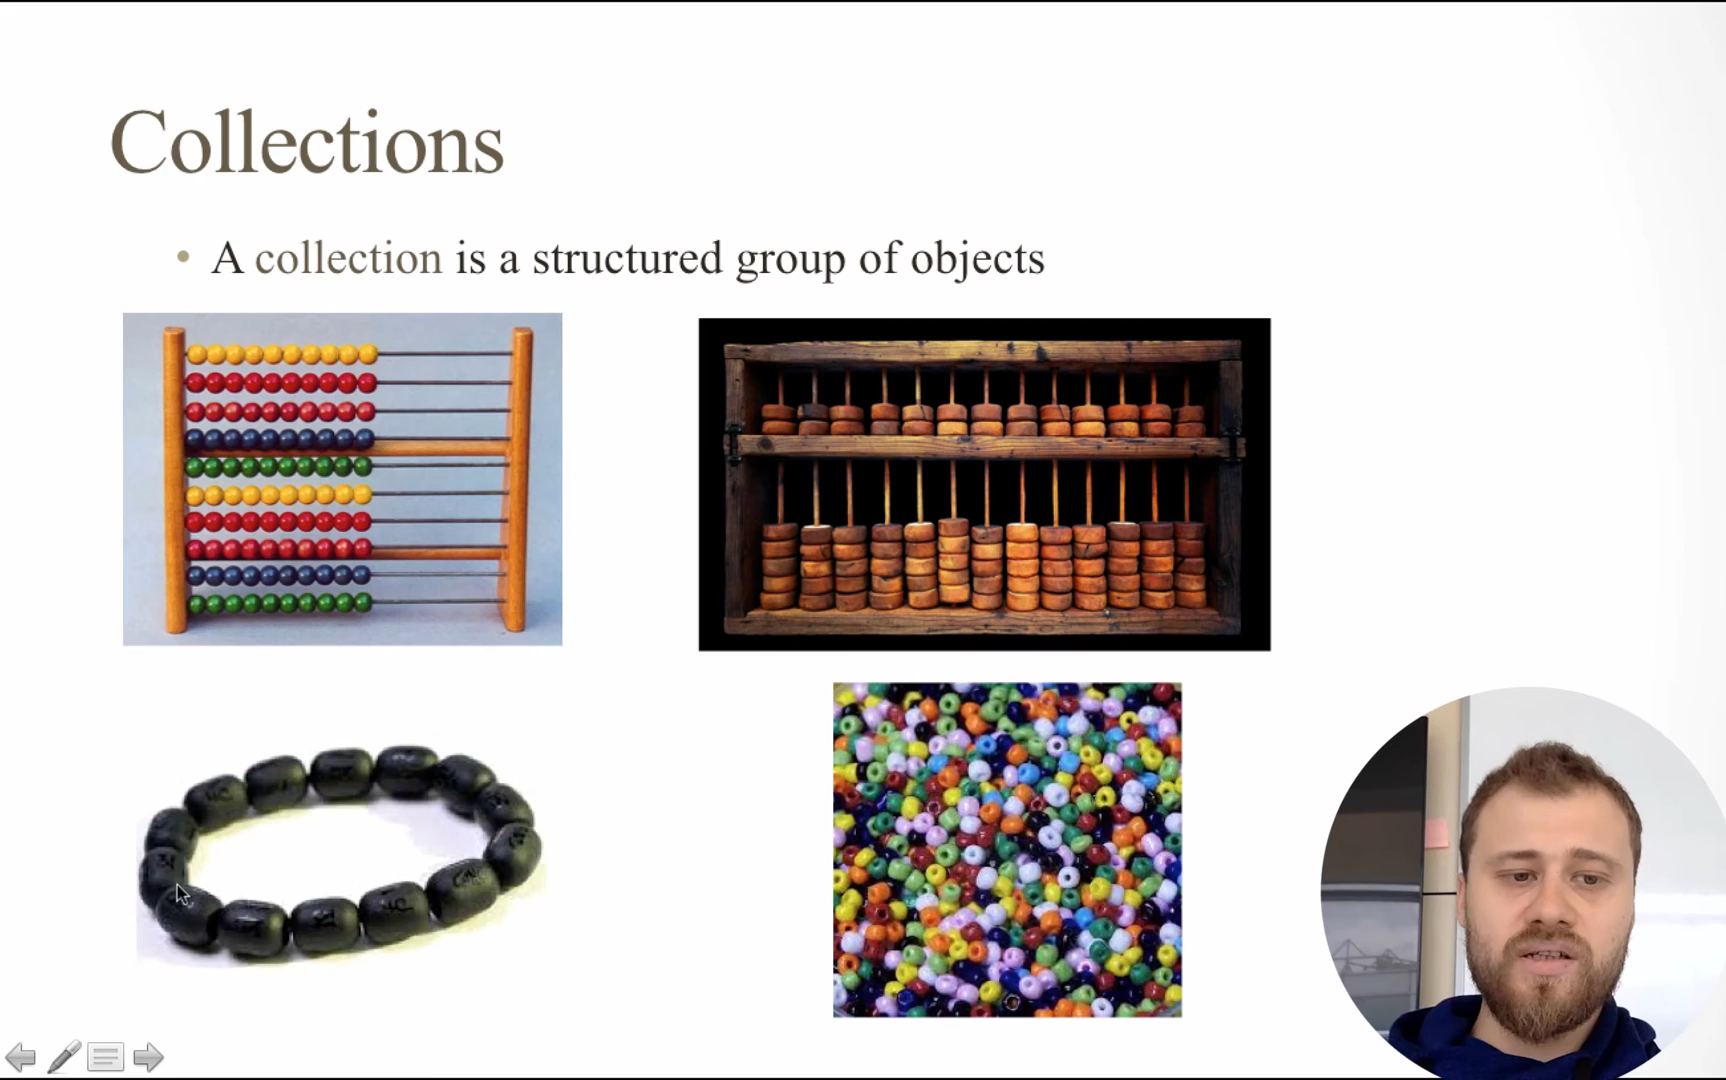 Collections
• A collection is a structured group of objects